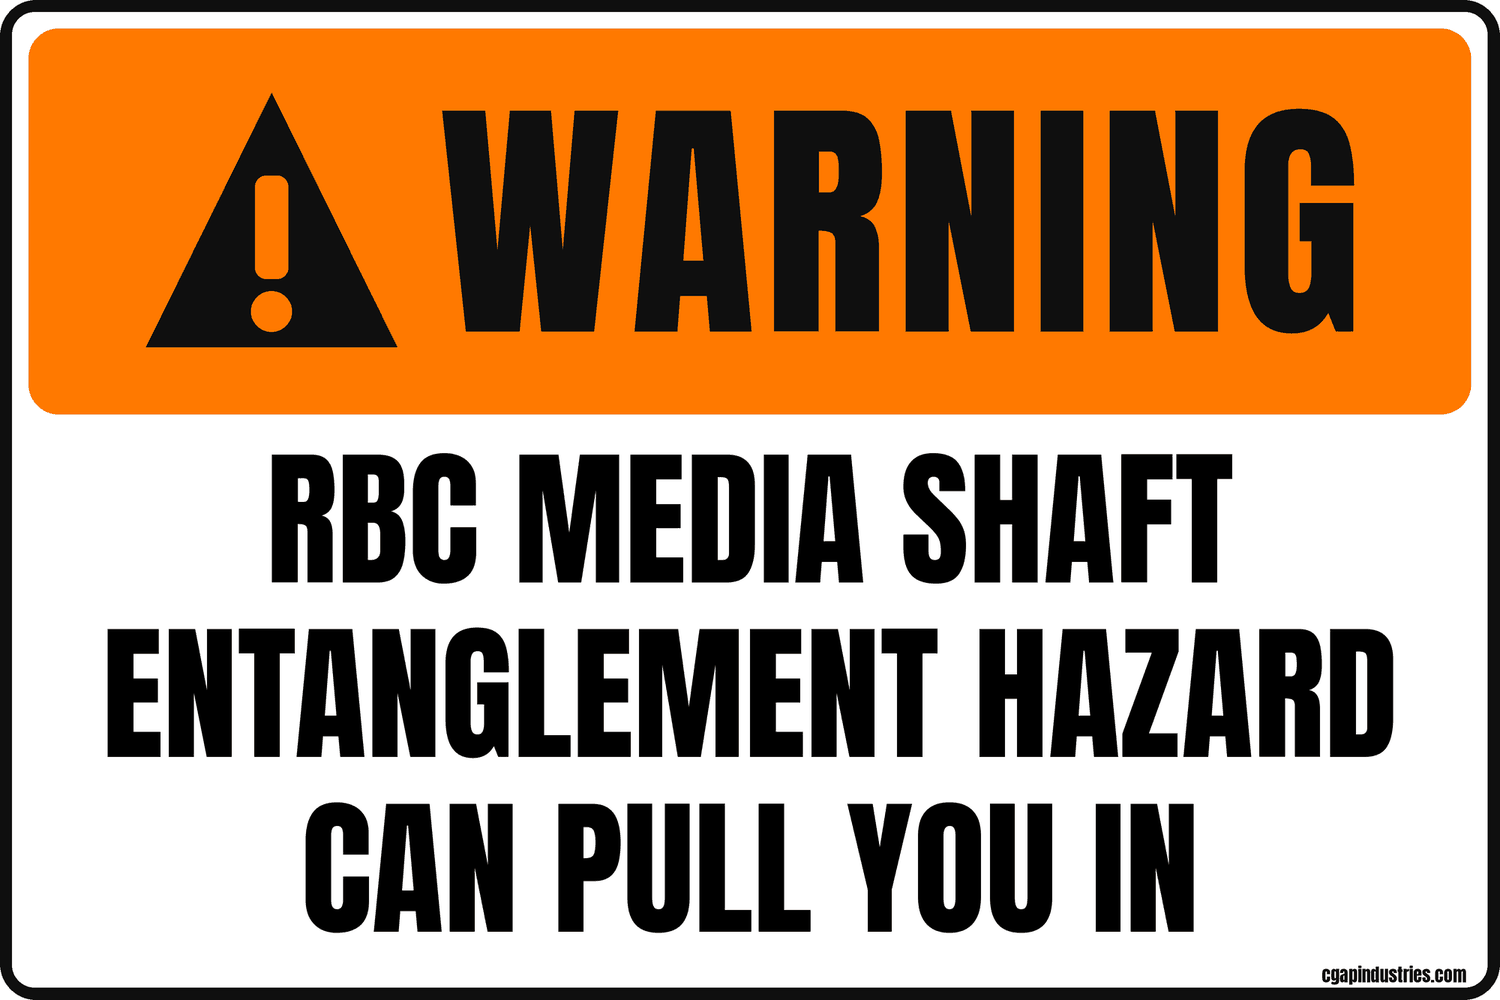 WARNING
RBC MEDIA SHAFT
ENTANGLEMENT HAZARD
CAN PULL YOU IN
cgapindustries.com